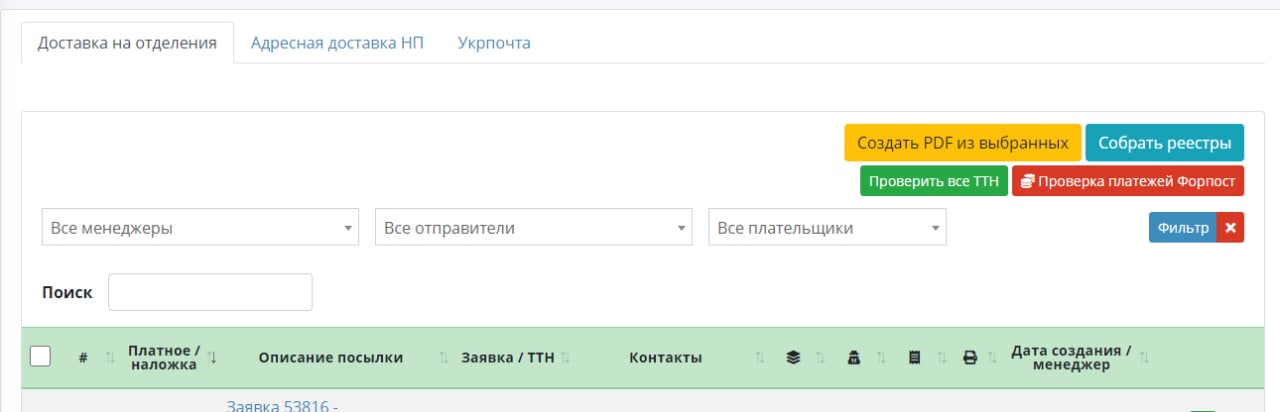 Доставка на отделения Адресная доставка НП Укрпочта
Создать PDF из выбранных Собрать реестры
Проверить все ТТН Проверка платежей Форпост
Все менеджеры Все отправители Все плательщики Фильтр
Поиск
# Платное / наложка Описание посылки Заявка / ТТН Контакты Дата создания / менеджер
Заявка 53816 -